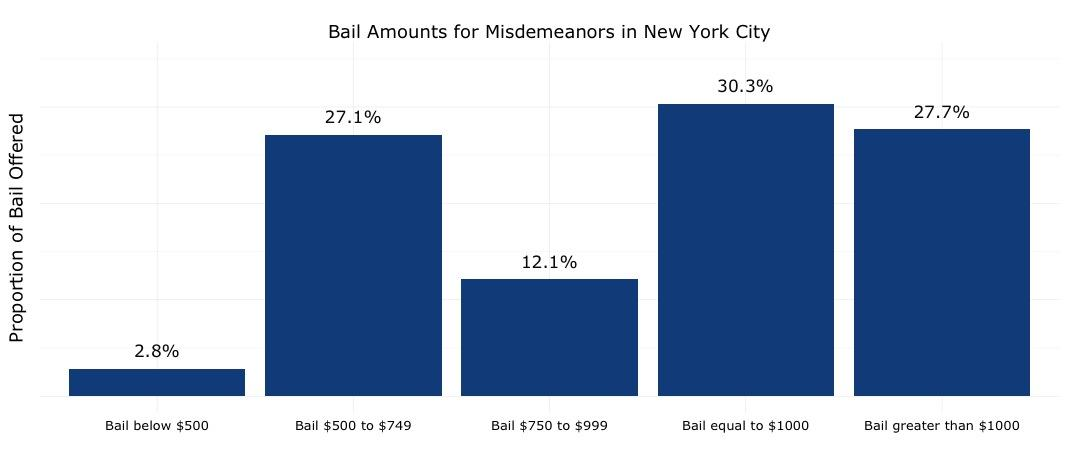 Bail Amounts for Misdemeanors in New York City
Proportion of Bail Offered
2.8%
27.1%
12.1%
30.3%
27.7%
Bail below $500
Bail $500 to $749
Bail $750 to $999
Bail equal to $1000
Bail greater than $1000